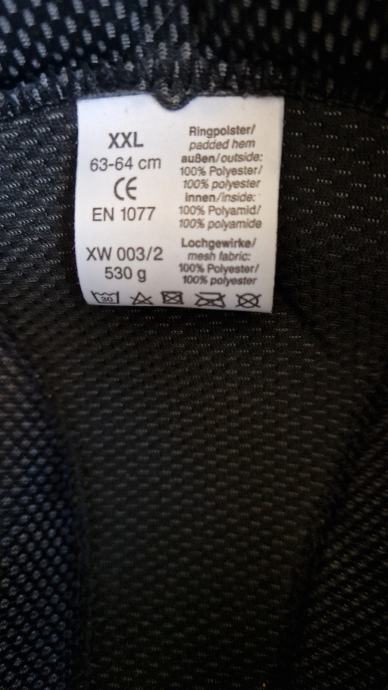 XXL
63-64 cm
CE
EN 1077
XW 003/2
530 g
30
Ringpolster/
padded hem
außen/outside:
100% Polyester/
100% polyester
innen/inside:
100% Polyamid/
100% polyamide
Lochgewirke/
mesh fabric:
100% Polyester/
100% polyester